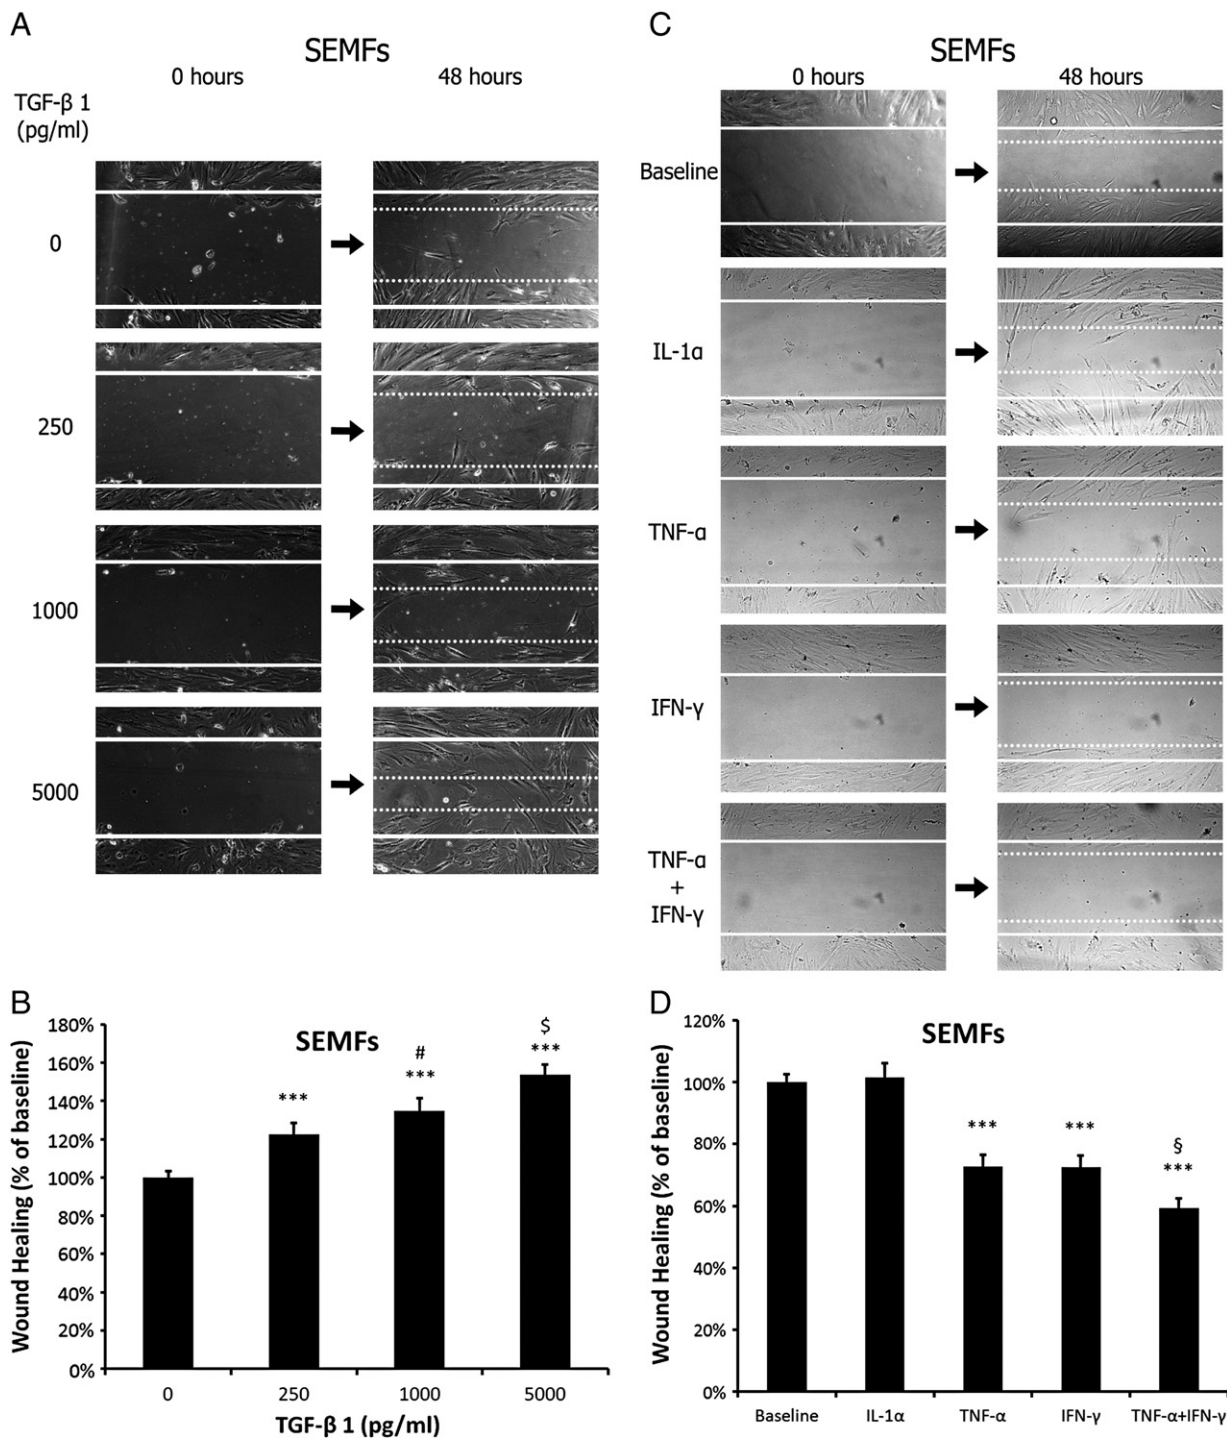 A
SEMFs
0 hours
48 hours
TGF-β 1
(pg/ml)
0
250
1000
5000
B
180%
160%
140%
120%
100%
80%
60%
40%
20%
0%
Wound Healing (% of baseline)
SEMFs
***
#
***
$
***
0
250
1000
5000
TGF-β 1 (pg/ml)
C
SEMFs
0 hours
48 hours
Baseline
IL-1α
TNF-α
IFN-γ
TNF-α
+
IFN-γ
D
120%
100%
80%
60%
40%
20%
0%
Wound Healing (% of baseline)
SEMFs
***
***
§
***
Baseline
IL-1α
TNF-α
IFN-γ
TNF-α+IFN-γ